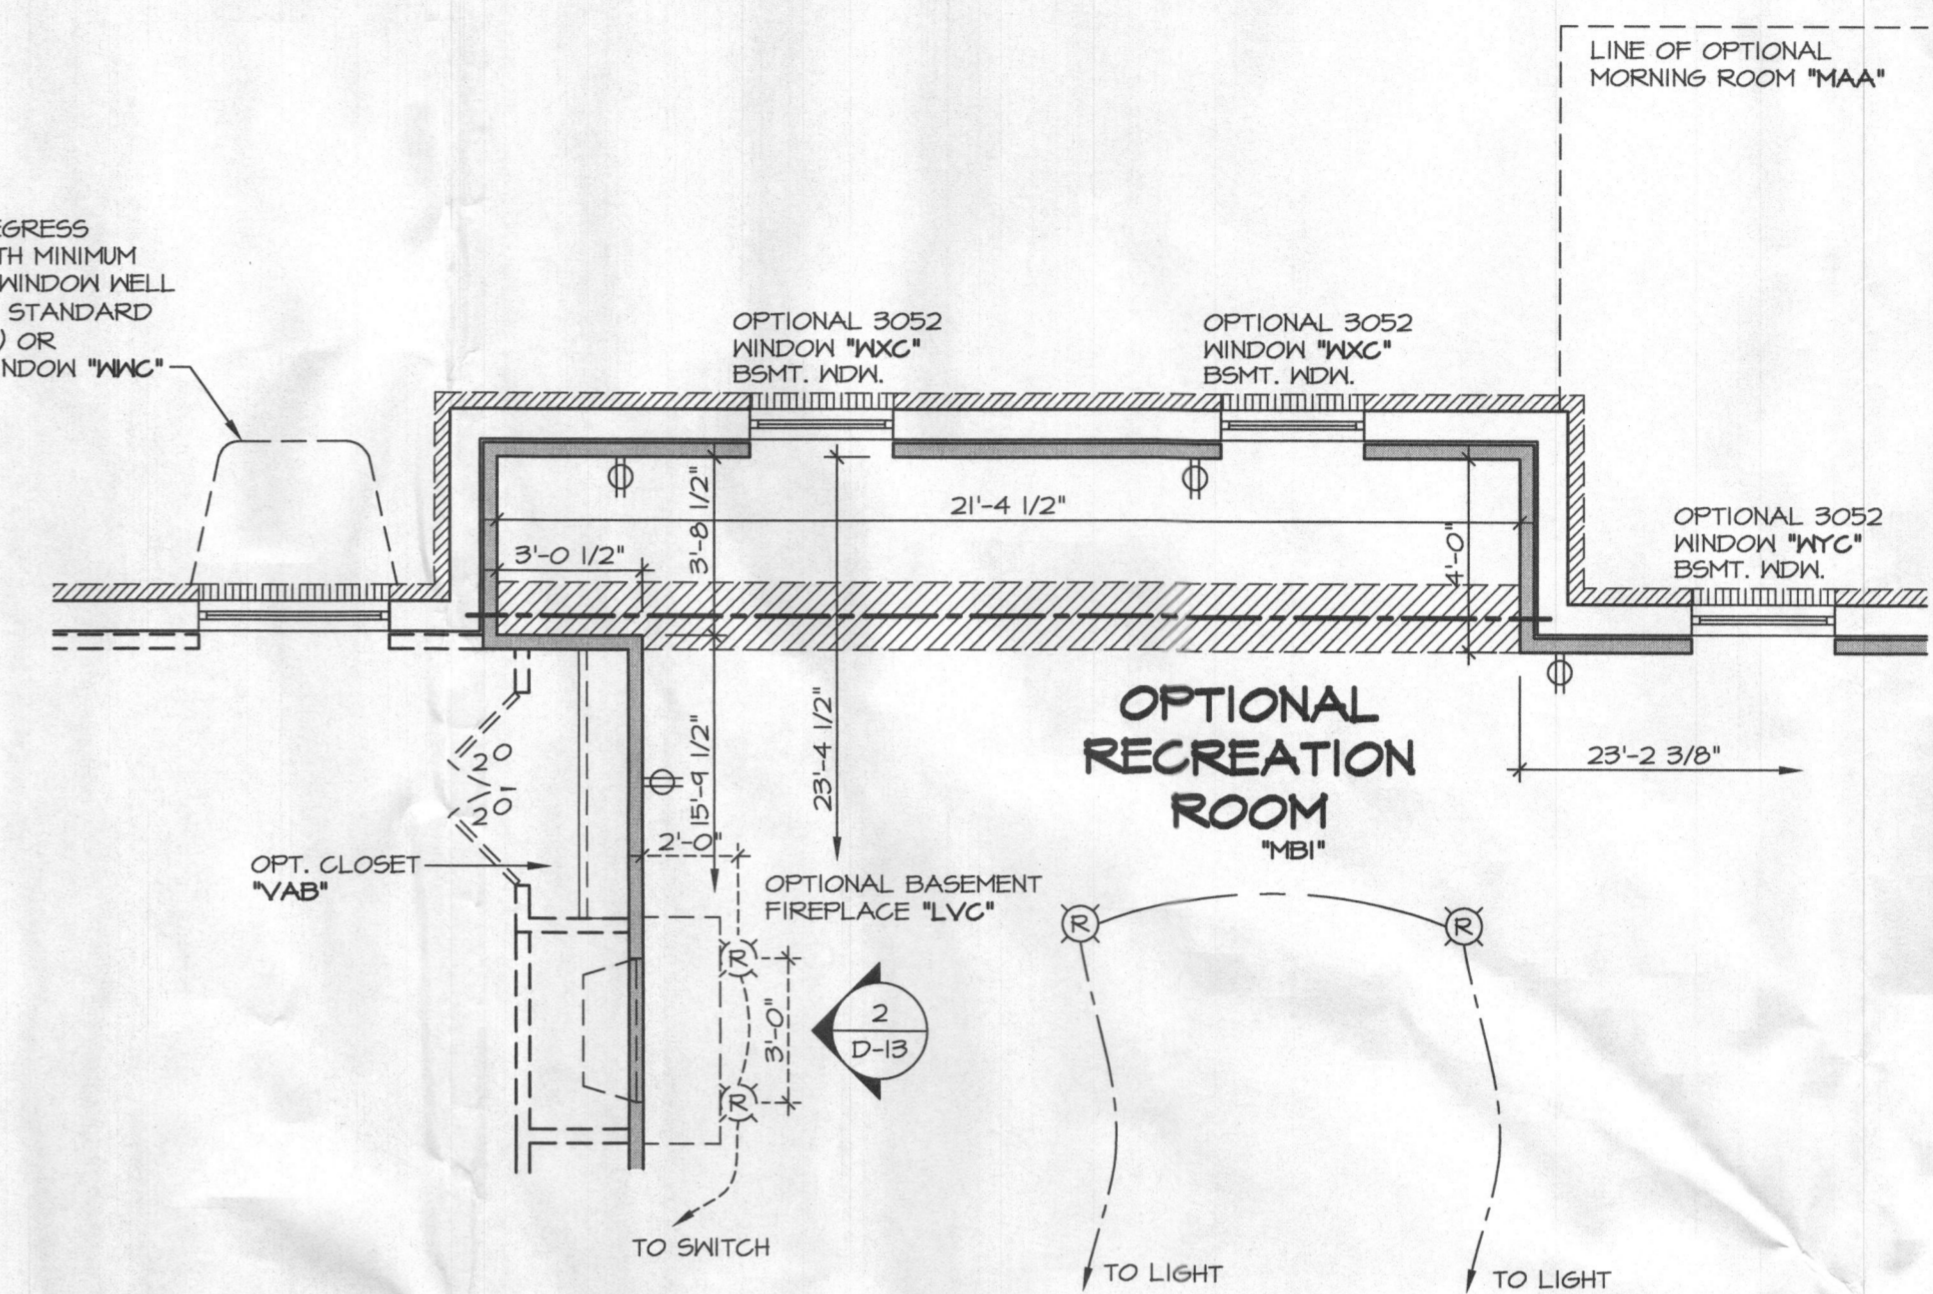 LINE OF OPTIONAL
MORNING ROOM "MAA"
EGRESS
TH MINIMUM
WINDOW WELL
STANDARD
) OR
NDOW "WWC"
OPTIONAL 3052
WINDOW "WXC"
BSMT. WDW.
OPTIONAL 3052
WINDOW "WXC"
BSMT. WDW.
OPTIONAL 3052
WINDOW "WYC"
BSMT. WDW.
21'-4 1/2"
3'-0 1/2"
3'-8 1/2"
4'-0"
15'-9 1/2"
23'-4 1/2"
23'-2 3/8"
OPTIONAL
RECREATION
ROOM
"MBI"
2⁰
2⁰
2'-0"
OPT. CLOSET
"VAB"
OPTIONAL BASEMENT
FIREPLACE "LVC"
R
R
R
R
3'-0"
2
D-13
TO SWITCH
TO LIGHT
TO LIGHT